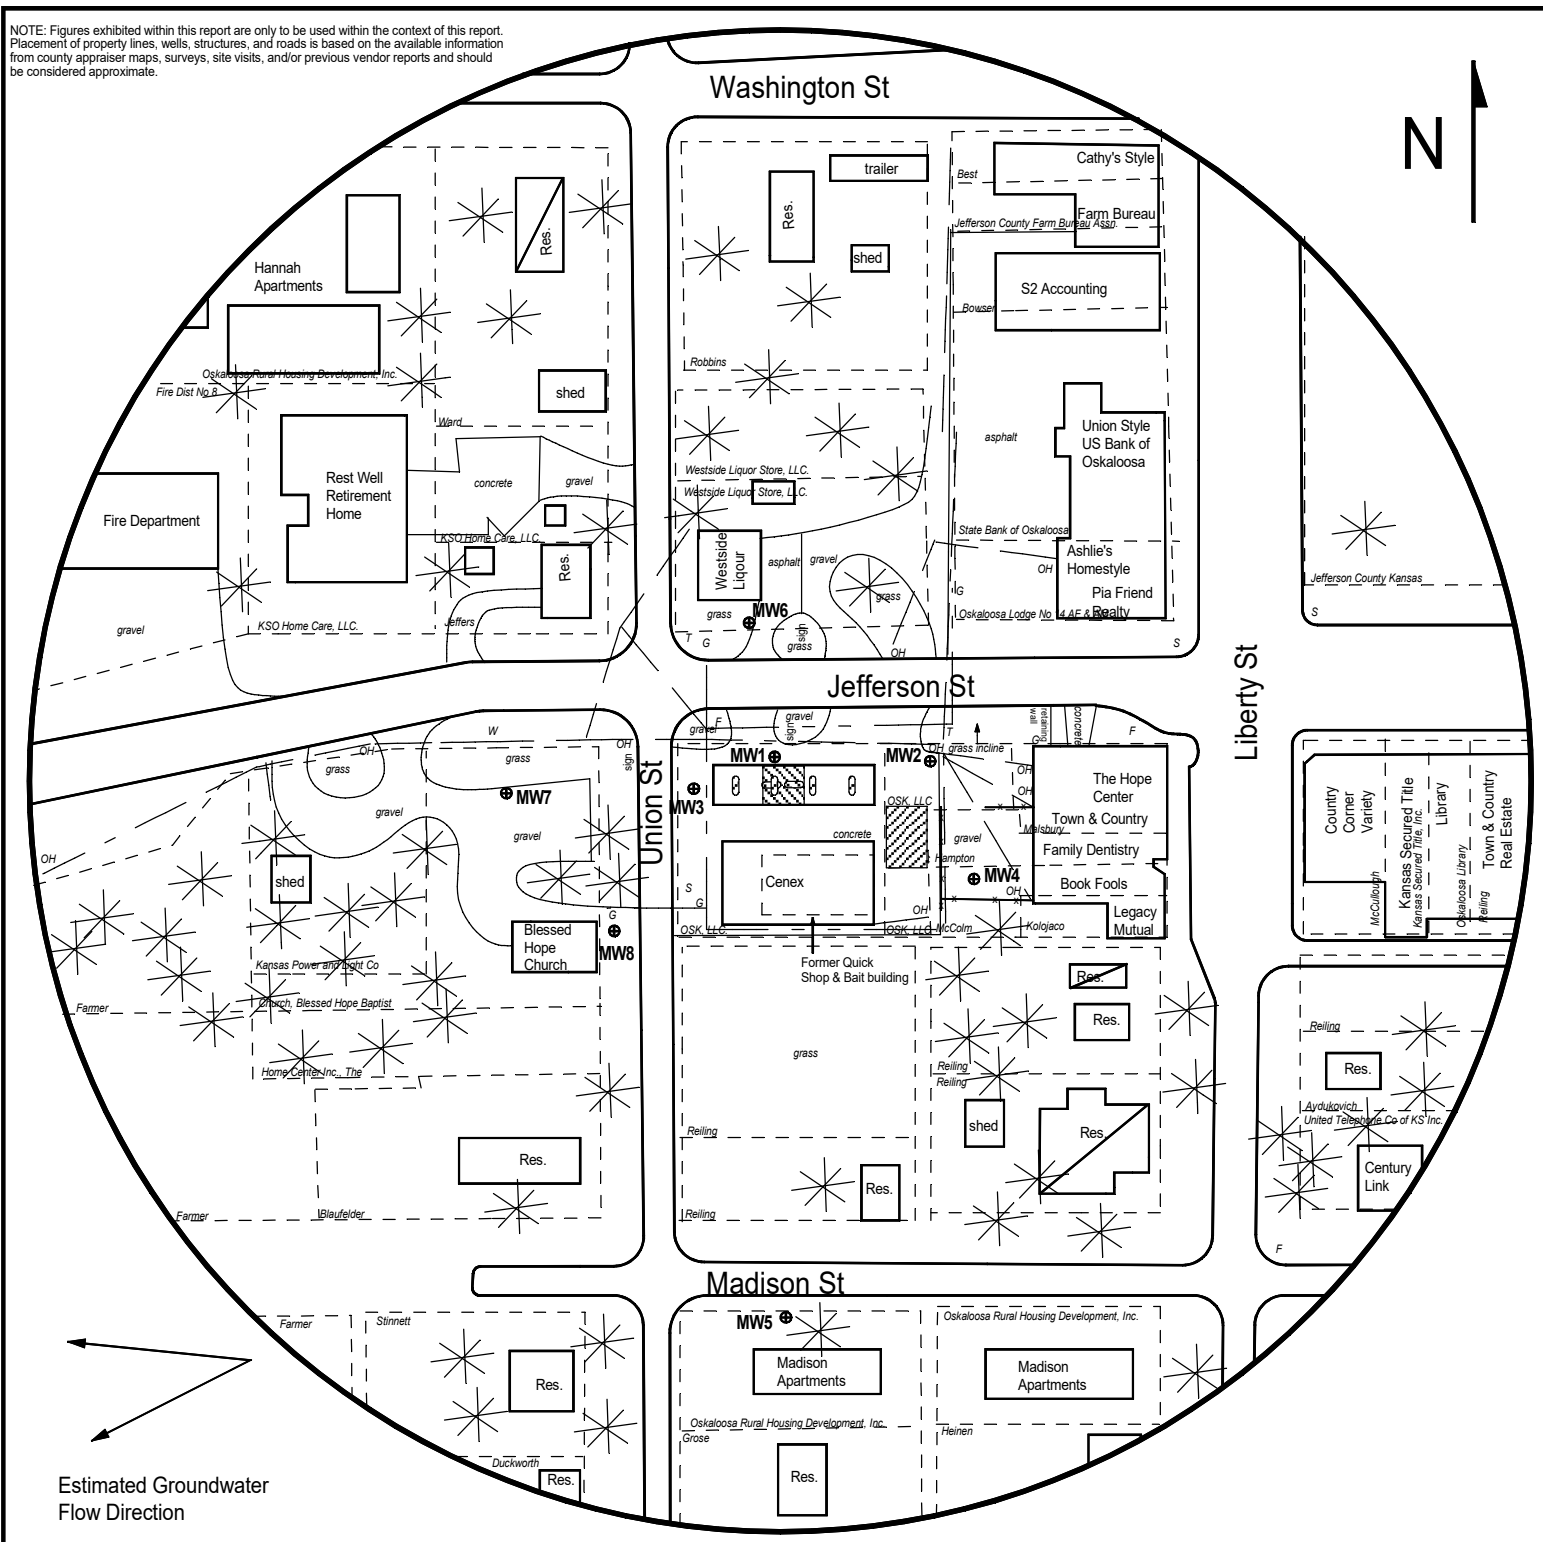 NOTE: Figures exhibited within this report are only to be used within the context of this report.
Placement of property lines, wells, structures, and roads is based on the available information
from county appraiser maps, surveys, site visits, and/or previous vendor reports and should
be considered approximate.
Washington St
N
Cathy's Style
trailer
Best
Res.
Farm Bureau
Jefferson County Farm Bureau Assn.
Res.
shed
Hannah
Apartments
S2 Accounting
Bowser
Robbins
Oskaloosa Rural Housing Development, Inc.
Fire Dist No 8
shed
Ward
Union Style
US Bank of
Oskaloosa
asphalt
Westside Liquor Store, LLC.
Westside Liquor Store, LLC.
Rest Well
Retirement
Home
concrete
gravel
Fire Department
State Bank of Oskaloosa
KSO Home Care, LLC.
Ashlie's
Homestyle
Westside
Liqour
asphalt
gravel
OH
Res.
Jefferson County Kansas
Pia Friend
Realty
grass
G
MW6
grass
Oskaloosa Lodge No 14 AF &
S
Jeffers
KSO Home Care, LLC.
gravel
sign
T
G
grass
OH
S
Jefferson St
Liberty St
gravel
F
gravel
sign
T
retaining
wall
G
concrete
F
W
OH
OH
sign
grass
grass
MW1
MW2
OH
grass incline
OH
OH
The Hope
Center
Town & Country
Union St
MW3
MW7
OSK, LLC
gravel
gravel
concrete
gravel
Malsbury
Family Dentistry
Hampton
Country
Corner
Variety
Kansas Secured Title
Kansas Secured Title, Inc.
Library
Town & Country
Real Estate
McCullough
Oskaloosa Library
Reiling
OH
shed
Cenex
MW4
Book Fools
OH
S
G
G
OH
Legacy
Mutual
Blessed
Hope
Church
MW8
OSK, LLC.
OSK, LLC
McColm
Kolojaco
Kansas Power and Light Co
Former Quick
Shop & Bait building
Res.
Church, Blessed Hope Baptist
Farmer
Res.
Reiling
grass
Home Center Inc., The
Reiling
Reiling
Res.
Aydukovich
United Telephone Co of KS Inc.
shed
Res.
Reiling
Res.
Res.
Century
Link
Farmer
Blaufelder
Reiling
F
Madison St
Farmer
Stinnett
MW5
Oskaloosa Rural Housing Development, Inc.
Madison
Apartments
Madison
Apartments
Res.
Oskaloosa Rural Housing Development, Inc.
Grose
Heinen
Duckworth
Res.
Res.
Estimated Groundwater
Flow Direction